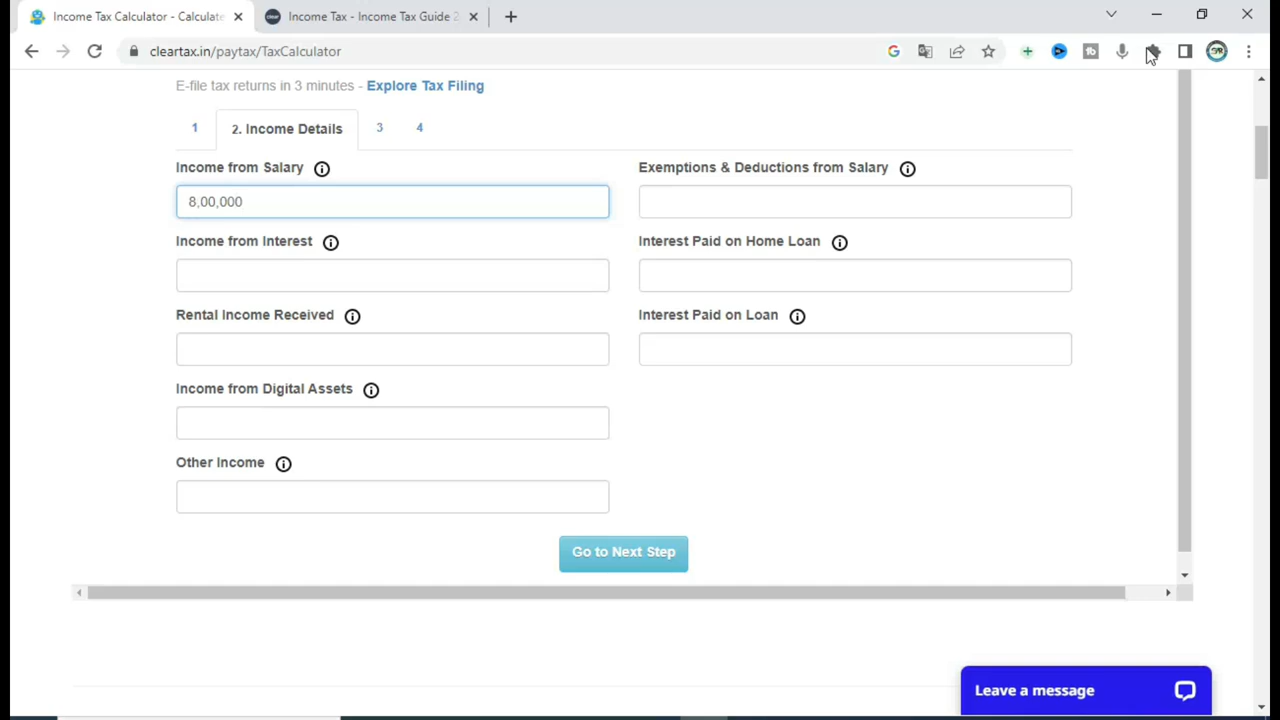 Income Tax Calculator - Calculate
Income Tax - Income Tax Guide 2
cleartax.in/paytax/TaxCalculator
E-file tax returns in 3 minutes - Explore Tax Filing
1 2. Income Details 3 4
Income from Salary
Exemptions & Deductions from Salary
8,00,000
Income from Interest
Interest Paid on Home Loan
Rental Income Received
Interest Paid on Loan
Income from Digital Assets
Other Income
Go to Next Step
Leave a message